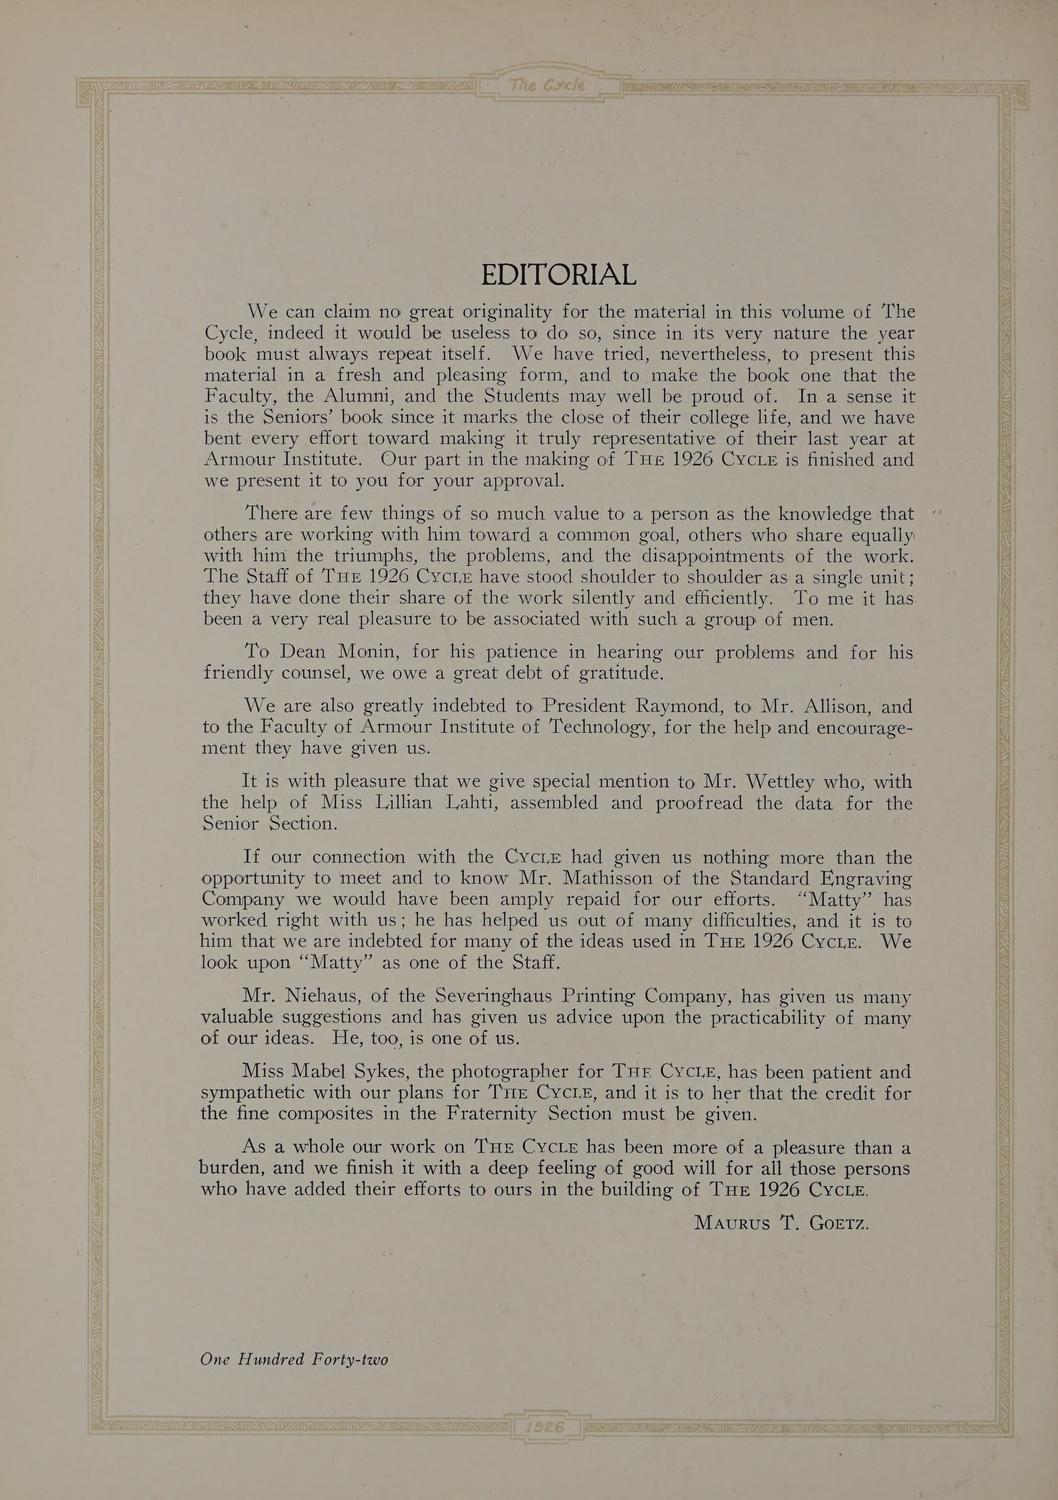 The Cycle
EDITORIAL
We can claim no great originality for the material in this volume of The
Cycle, indeed it would be useless to do so, since in its very nature the year
book must always repeat itself. We have tried, nevertheless, to present this
material in a fresh and pleasing form, and to make the book one that the
Faculty, the Alumni, and the Students may well be proud of. In a sense it
is the Seniors’ book since it marks the close of their college life, and we have
bent every effort toward making it truly representative of their last year at
Armour Institute. Our part in the making of THE 1926 CYCLE is finished and
we present it to you for your approval.
There are few things of so much value to a person as the knowledge that
others are working with him toward a common goal, others who share equally
with him the triumphs, the problems, and the disappointments of the work.
The Staff of THE 1926 CYCLE have stood shoulder to shoulder as a single unit;
they have done their share of the work silently and efficiently. To me it has
been a very real pleasure to be associated with such a group of men.
To Dean Monin, for his patience in hearing our problems and for his
friendly counsel, we owe a great debt of gratitude.
We are also greatly indebted to President Raymond, to Mr. Allison, and
to the Faculty of Armour Institute of Technology, for the help and encourage-
ment they have given us.
It is with pleasure that we give special mention to Mr. Wettley who, with
the help of Miss Lillian Lahti, assembled and proofread the data for the
Senior Section.
If our connection with the CYCLE had given us nothing more than the
opportunity to meet and to know Mr. Mathisson of the Standard Engraving
Company we would have been amply repaid for our efforts. “Matty” has
worked right with us; he has helped us out of many difficulties, and it is to
him that we are indebted for many of the ideas used in THE 1926 CYCLE. We
look upon “Matty” as one of the Staff.
Mr. Niehaus, of the Severinghaus Printing Company, has given us many
valuable suggestions and has given us advice upon the practicability of many
of our ideas. He, too, is one of us.
Miss Mabel Sykes, the photographer for THE CYCLE, has been patient and
sympathetic with our plans for THE CYCLE, and it is to her that the credit for
the fine composites in the Fraternity Section must be given.
As a whole our work on THE CYCLE has been more of a pleasure than a
burden, and we finish it with a deep feeling of good will for all those persons
who have added their efforts to ours in the building of THE 1926 CYCLE.
MAURUS T. GOETZ.
One Hundred Forty-two
1926